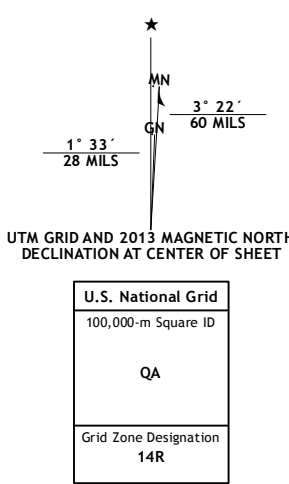 ★
MN
3° 22´
60 MILS
GN
1° 33´
28 MILS
UTM GRID AND 2013 MAGNETIC NORTH
DECLINATION AT CENTER OF SHEET
U.S. National Grid
100,000-m Square ID
QA
Grid Zone Designation
14R